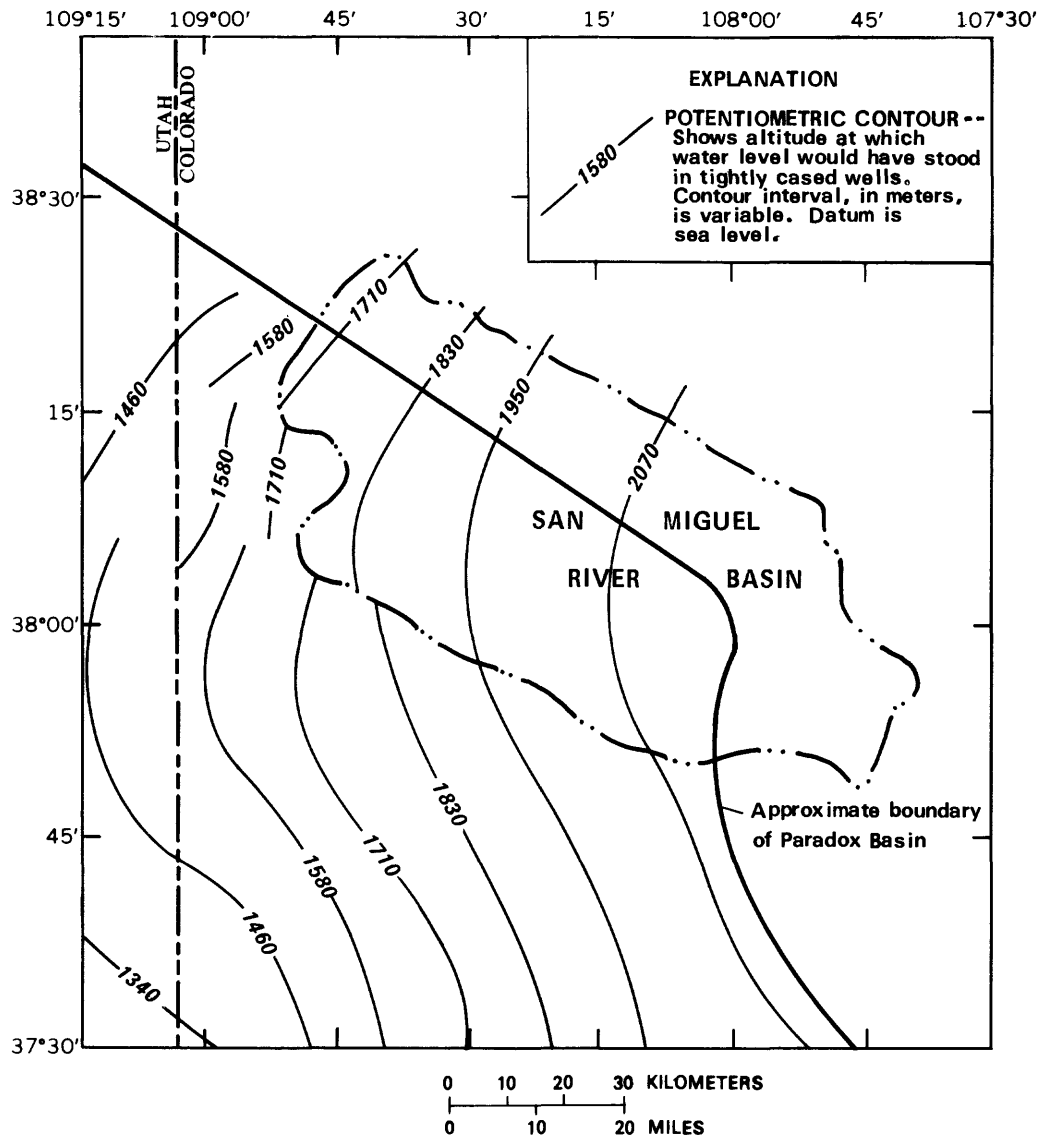 109°15′ 109°00′ 45′ 30′ 15′ 108°00′ 45′ 107°30′
UTAH
COLORADO
EXPLANATION
1580
POTENTIOMETRIC CONTOUR--
Shows altitude at which
water level would have stood
in tightly cased wells.
Contour interval, in meters,
is variable. Datum is
sea level.
38°30′
1710
1580
1830
1460
1950
15′
1580
1710
2070
SAN MIGUEL
RIVER BASIN
38°00′
1830
Approximate boundary
of Paradox Basin
45′
1710
1580
1460
1340
37°30′
0 10 20 30 KILOMETERS
0 10 20 MILES